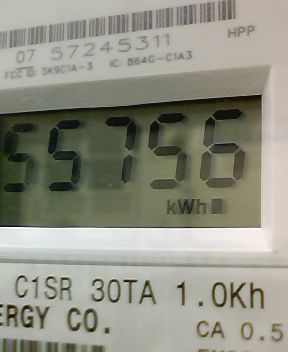 07 57245311
HPP
FCC ID: SK9C1A-3 IC: 864G-C1A3
55756
kWh
C1SR 30TA 1.0Kh
ERGY CO.
CA 0.5